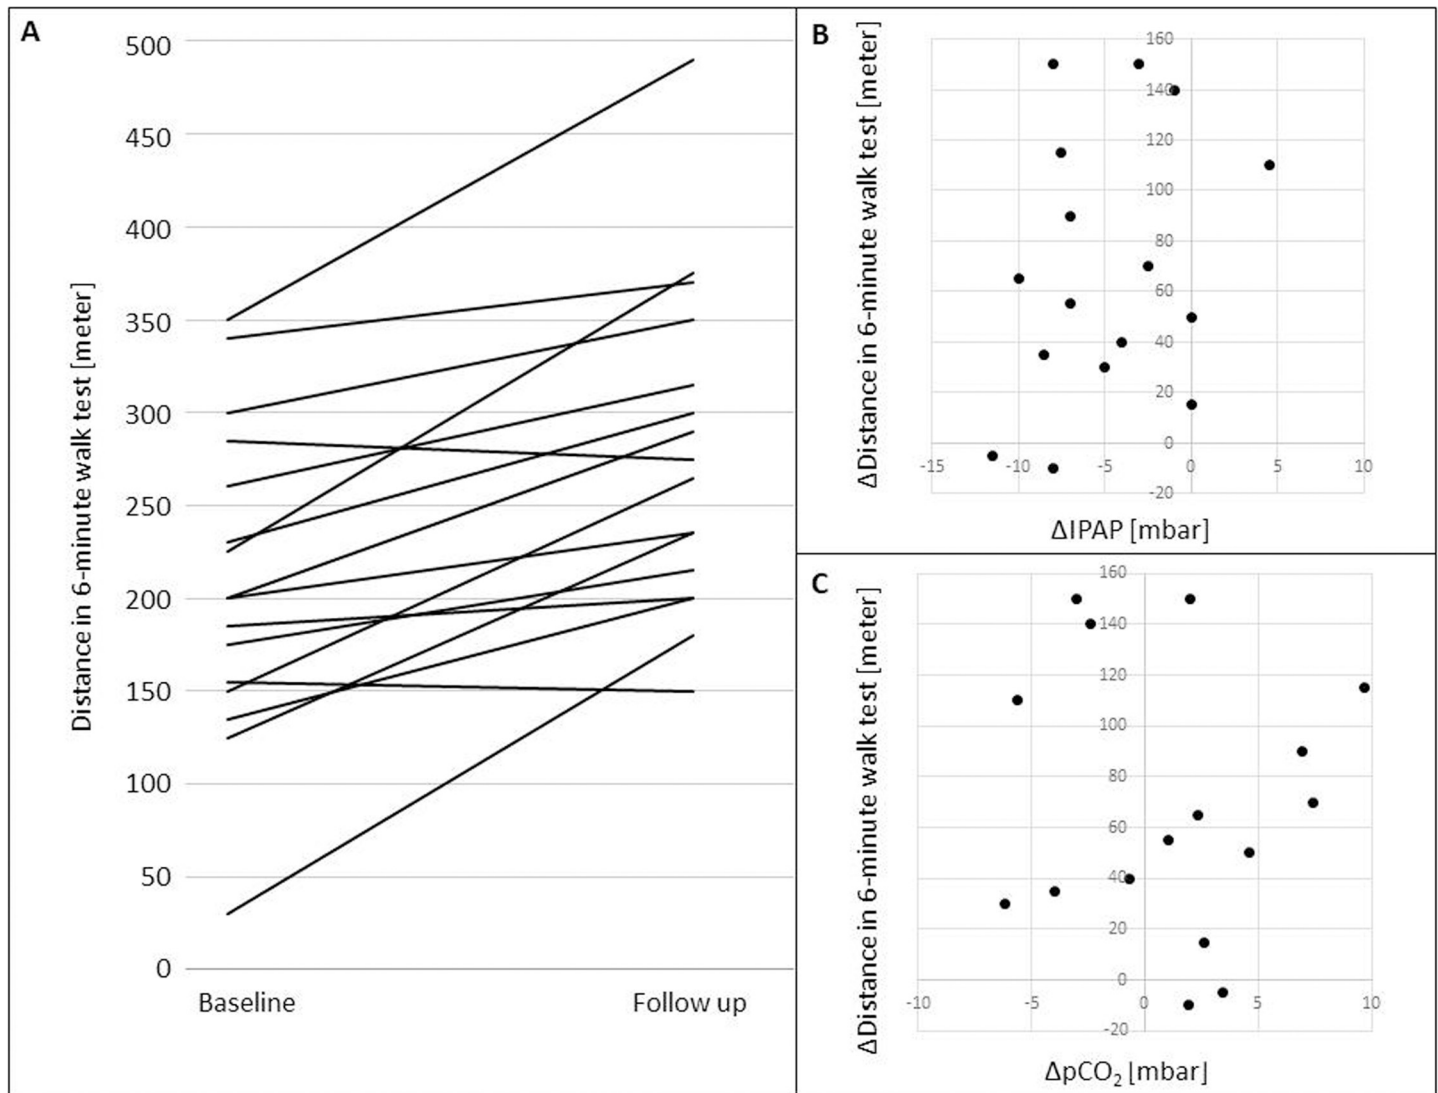 A
Distance in 6-minute walk test [meter]
500
450
400
350
300
250
200
150
100
50
0
Baseline Follow up
B
ΔDistance in 6-minute walk test [meter]
160
140
120
100
80
60
40
20
0
-20
-15 -10 -5 0 5 10
ΔIPAP [mbar]
C
ΔDistance in 6-minute walk test [meter]
160
140
120
100
80
60
40
20
0
-20
-10 -5 0 5 10
ΔpCO₂ [mbar]